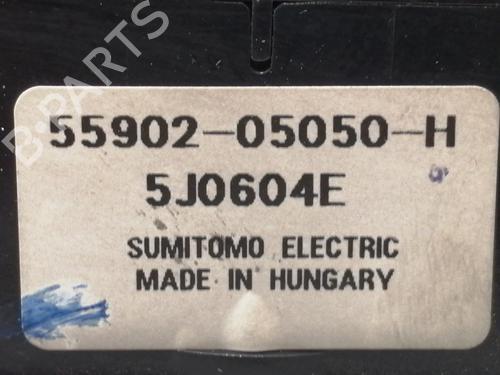 B-PARTS
55902-05050-H
5J0604E
SUMITOMO ELECTRIC
MADE IN HUNGARY